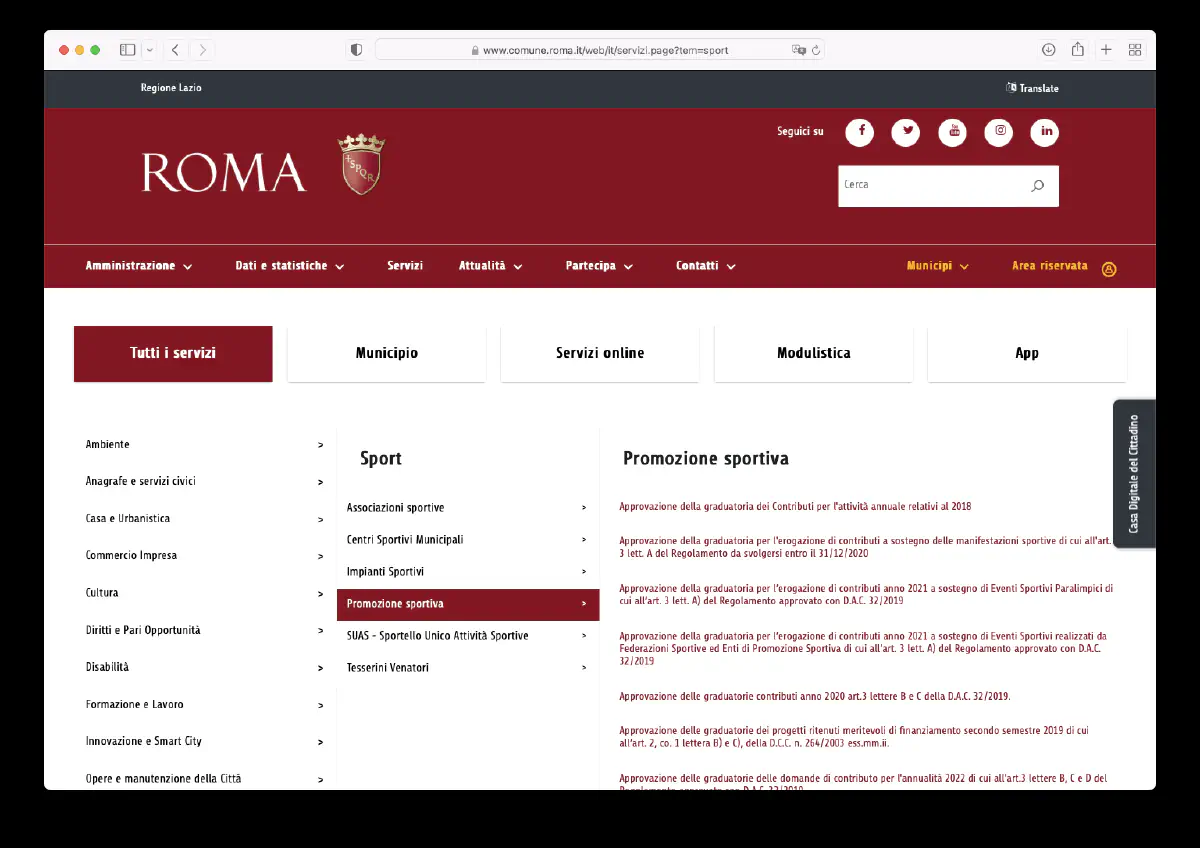 www.comune.roma.it/web/it/servizi.page?tem=sport
Regione Lazio
Translate
Seguici su
ROMA
SPQR
Cerca
Amministrazione
Dati e statistiche
Servizi
Attualità
Partecipa
Contatti
Municipi
Area riservata
Tutti i servizi
Municipio
Servizi online
Modulistica
App
Casa Digitale del Cittadino
Ambiente >
Anagrafe e servizi civici >
Casa e Urbanistica >
Commercio Impresa >
Cultura >
Diritti e Pari Opportunità >
Disabilità >
Formazione e Lavoro >
Innovazione e Smart City >
Opere e manutenzione della Città >
Sport
Associazioni sportive >
Centri Sportivi Municipali >
Impianti Sportivi >
Promozione sportiva >
SUAS - Sportello Unico Attività Sportive >
Tesserini Venatori >
Promozione sportiva
Approvazione della graduatoria dei Contributi per l'attività annuale relativi al 2018
Approvazione della graduatoria per l'erogazione di contributi a sostegno delle manifestazioni sportive di cui all'art.
3 lett. A del Regolamento da svolgersi entro il 31/12/2020
Approvazione della graduatoria per l'erogazione di contributi anno 2021 a sostegno di Eventi Sportivi Paralimpici di
cui all'art. 3 lett. A) del Regolamento approvato con D.A.C. 32/2019
Approvazione della graduatoria per l'erogazione di contributi anno 2021 a sostegno di Eventi Sportivi realizzati da
Federazioni Sportive ed Enti di Promozione Sportiva di cui all'art. 3 lett. A) del Regolamento approvato con D.A.C.
32/2019
Approvazione delle graduatorie contributi anno 2020 art.3 lettere B e C della D.A.C. 32/2019.
Approvazione delle graduatorie dei progetti ritenuti meritevoli di finanziamento secondo semestre 2019 di cui
all'art. 2, co. 1 lettera B) e C), della D.C.C. n. 264/2003 ess.mm.ii.
Approvazione delle graduatorie delle domande di contributo per l'annualità 2022 di cui all'art.3 lettere B, C e D del
Regolamento approvato con D.A.C 32/2019